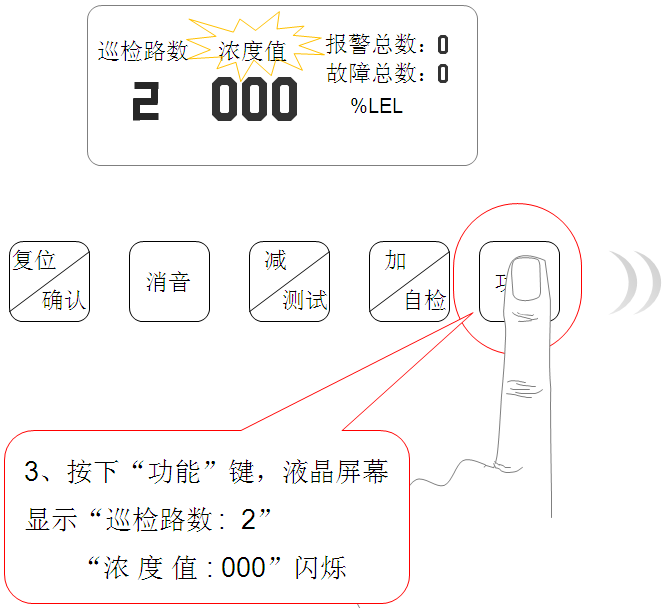 巡检路数 浓度值 报警总数：0
故障总数：0
2 000 %LEL
复位 确认 消音 减 测试 加 自检
3、按下“功能”键，液晶屏幕
显示“巡检路数： 2”
“浓 度 值 : 000”闪烁